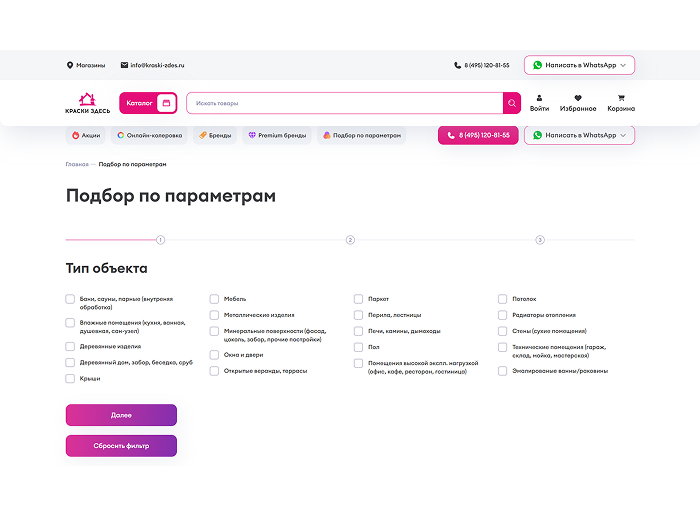 Магазины
info@kraski-zdes.ru
8 (495) 120-81-55
Написать в WhatsApp
КРАСКИ ЗДЕСЬ
Каталог
Искать товары
Войти
Избранное
Корзина
Акции
Онлайн-колеровка
Бренды
Premium бренды
Подбор по параметрам
8 (495) 120-81-55
Написать в WhatsApp
Главная — Подбор по параметрам
Подбор по параметрам
1
2
3
Тип объекта
Бани, сауны, парные (внутреняя
обработка)
Влажные помещения (кухня, ванная,
душевная, сан-узел)
Деревянные изделия
Деревянный дом, забор, беседка, сруб
Крыши
Мебель
Металлические изделия
Минеральные поверхности (фасад,
цоколь, забор, прочие постройки)
Окна и двери
Открытые веранды, террасы
Паркет
Перила, лестницы
Печи, камины, дымоходы
Пол
Помещения высокой экспл. нагрузкой
(офис, кафе, ресторан, гостиница)
Потолок
Радиаторы отопления
Стены (сухие помещения)
Технические помещения (гараж,
склад, мойка, мастерская)
Эмалированые ванны/раковины
Далее
Сбросить фильтр